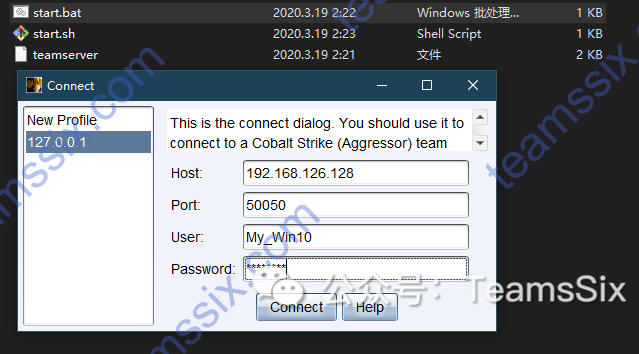 start.bat 2020.3.19 2:22 Windows 批处理... 1 KB
start.sh 2020.3.19 2:23 Shell Script 1 KB
teamserver 2020.3.19 2:21 文件 2 KB
Connect
New Profile
127.0.0.1
This is the connect dialog. You should use it to
connect to a Cobalt Strike (Aggressor) team
Host: 192.168.126.128
Port: 50050
User: My_Win10
Password: ********
Connect Help
公众号：TeamsSix
teamssix.com
teamssix.com
teamssix.com